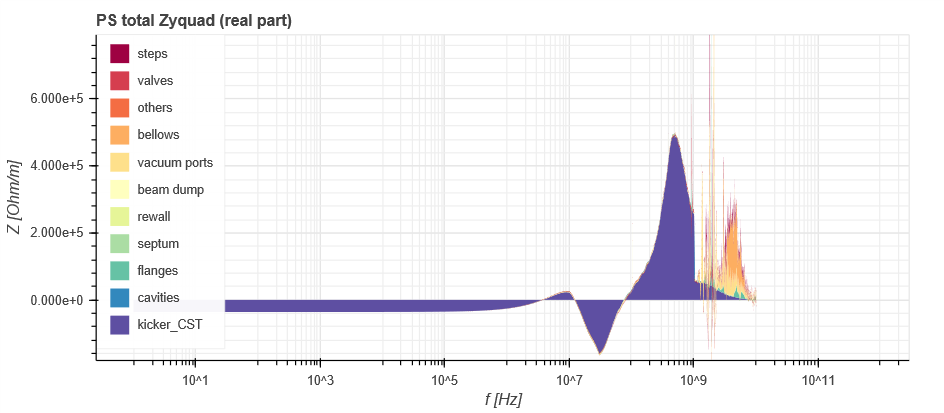 PS total Zyquad (real part)
steps
valves
others
bellows
vacuum ports
beam dump
rewall
septum
flanges
cavities
kicker_CST
6.000e+5
4.000e+5
2.000e+5
0.000e+0
Z [Ohm/m]
10^1
10^3
10^5
10^7
10^9
10^11
f [Hz]